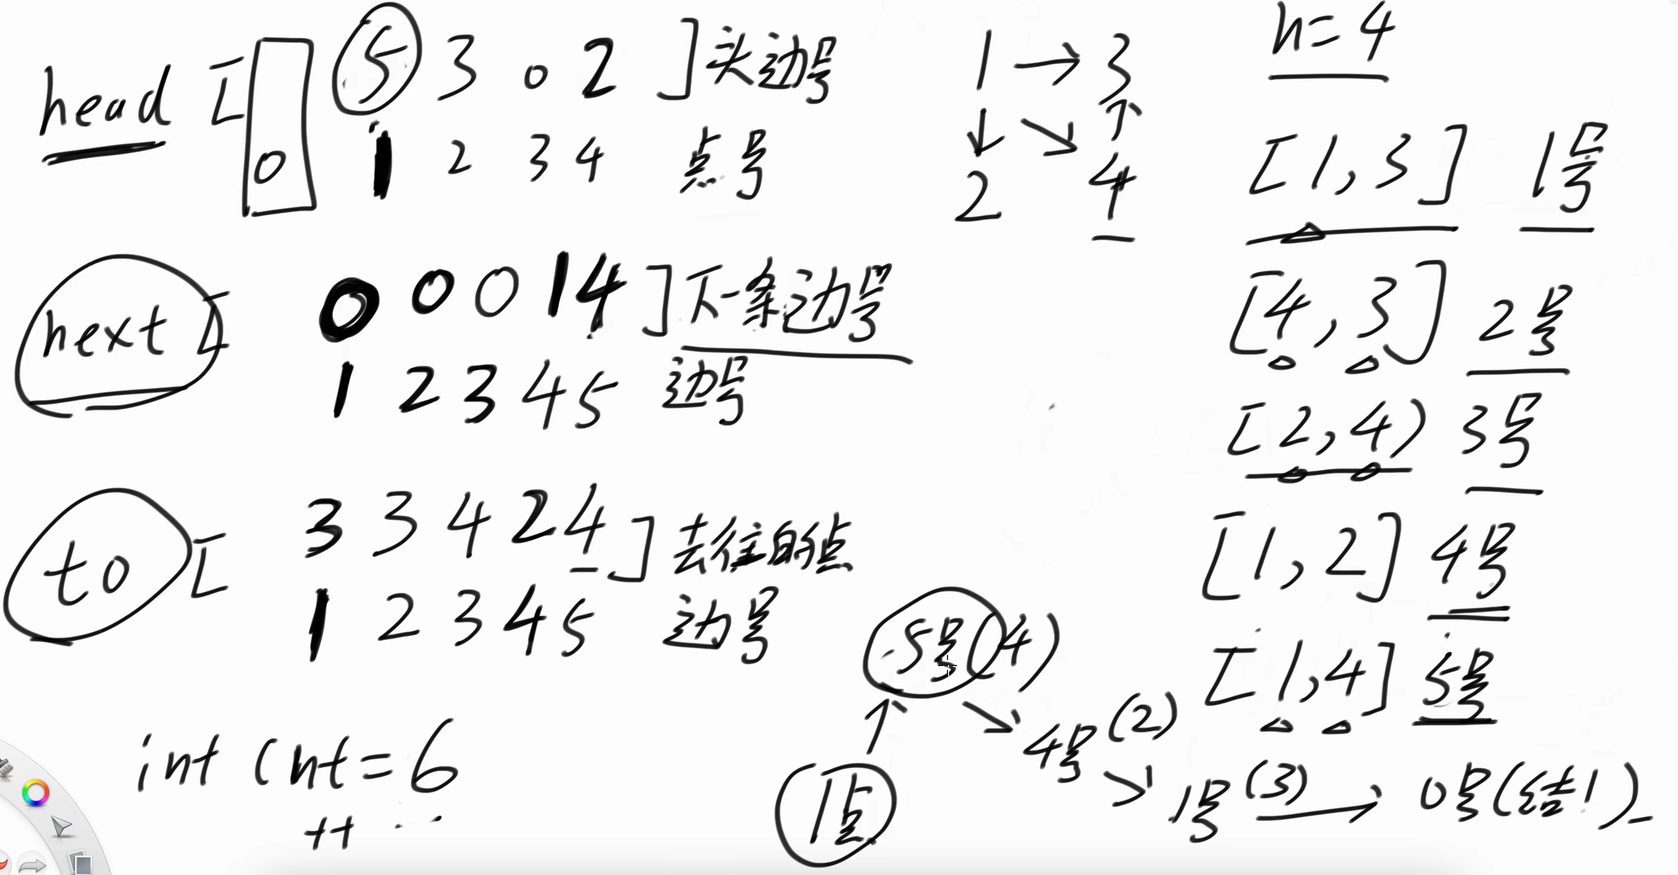 head [ 5 3 0 2 ] 头边号
0 1 2 3 4 点号
next [ 0 0 0 1 4 ] 下一条边号
1 2 3 4 5 边号
to [ 3 3 4 2 4 ] 去往的点
1 2 3 4 5 边号
int cnt = 6
++
1 → 3
↓ ↘ ↑
2 4
n = 4
[1, 3] 1号
[4, 3] 2号
[2, 4) 3号
[1, 2] 4号
[1, 4] 5号
5号(4)
4号(2)
1号(3) → 0号(结!)
1点